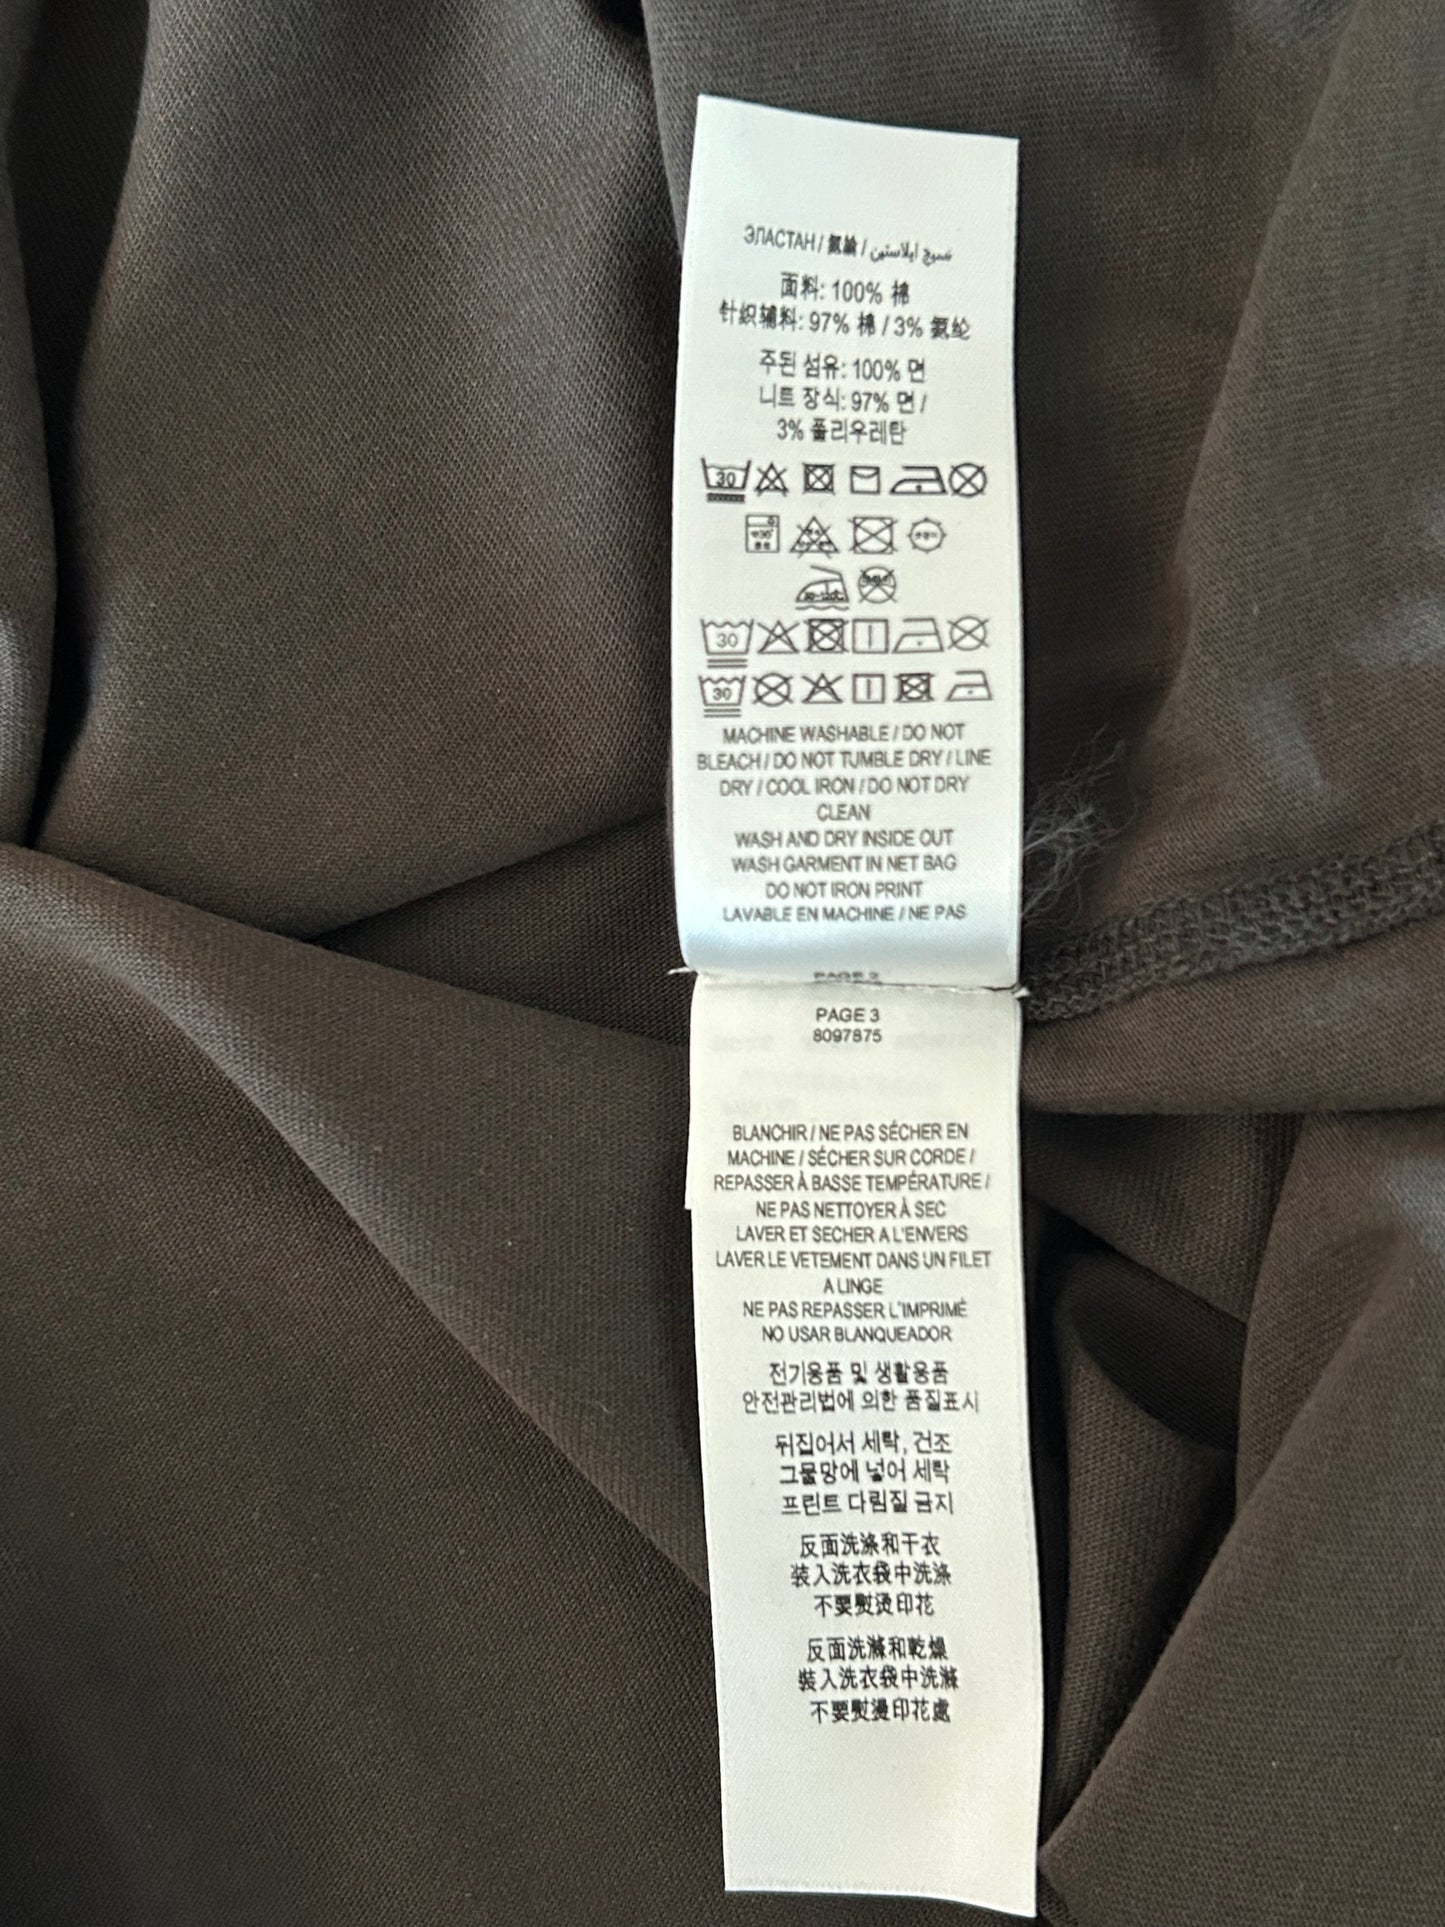 ЭЛАСТАН / 氨綸 / نسيج إيلاستين
面料: 100% 棉
针织辅料: 97% 棉 / 3% 氨纶
주된 섬유: 100% 면
니트 장식: 97% 면 /
3% 폴리우레탄
30
30
30
MACHINE WASHABLE / DO NOT
BLEACH / DO NOT TUMBLE DRY / LINE
DRY / COOL IRON / DO NOT DRY
CLEAN
WASH AND DRY INSIDE OUT
WASH GARMENT IN NET BAG
DO NOT IRON PRINT
LAVABLE EN MACHINE / NE PAS
PAGE 2
PAGE 3
8097875
BLANCHIR / NE PAS SÉCHER EN
MACHINE / SÉCHER SUR CORDE /
REPASSER À BASSE TEMPÉRATURE /
NE PAS NETTOYER À SEC
LAVER ET SECHER A L'ENVERS
LAVER LE VETEMENT DANS UN FILET
A LINGE
NE PAS REPASSER L'IMPRIMÉ
NO USAR BLANQUEADOR
전기용품 및 생활용품
안전관리법에 의한 품질표시
뒤집어서 세탁, 건조
그물망에 넣어 세탁
프린트 다림질 금지
反面洗涤和干衣
装入洗衣袋中洗涤
不要熨烫印花
反面洗滌和乾燥
裝入洗衣袋中洗滌
不要熨燙印花處